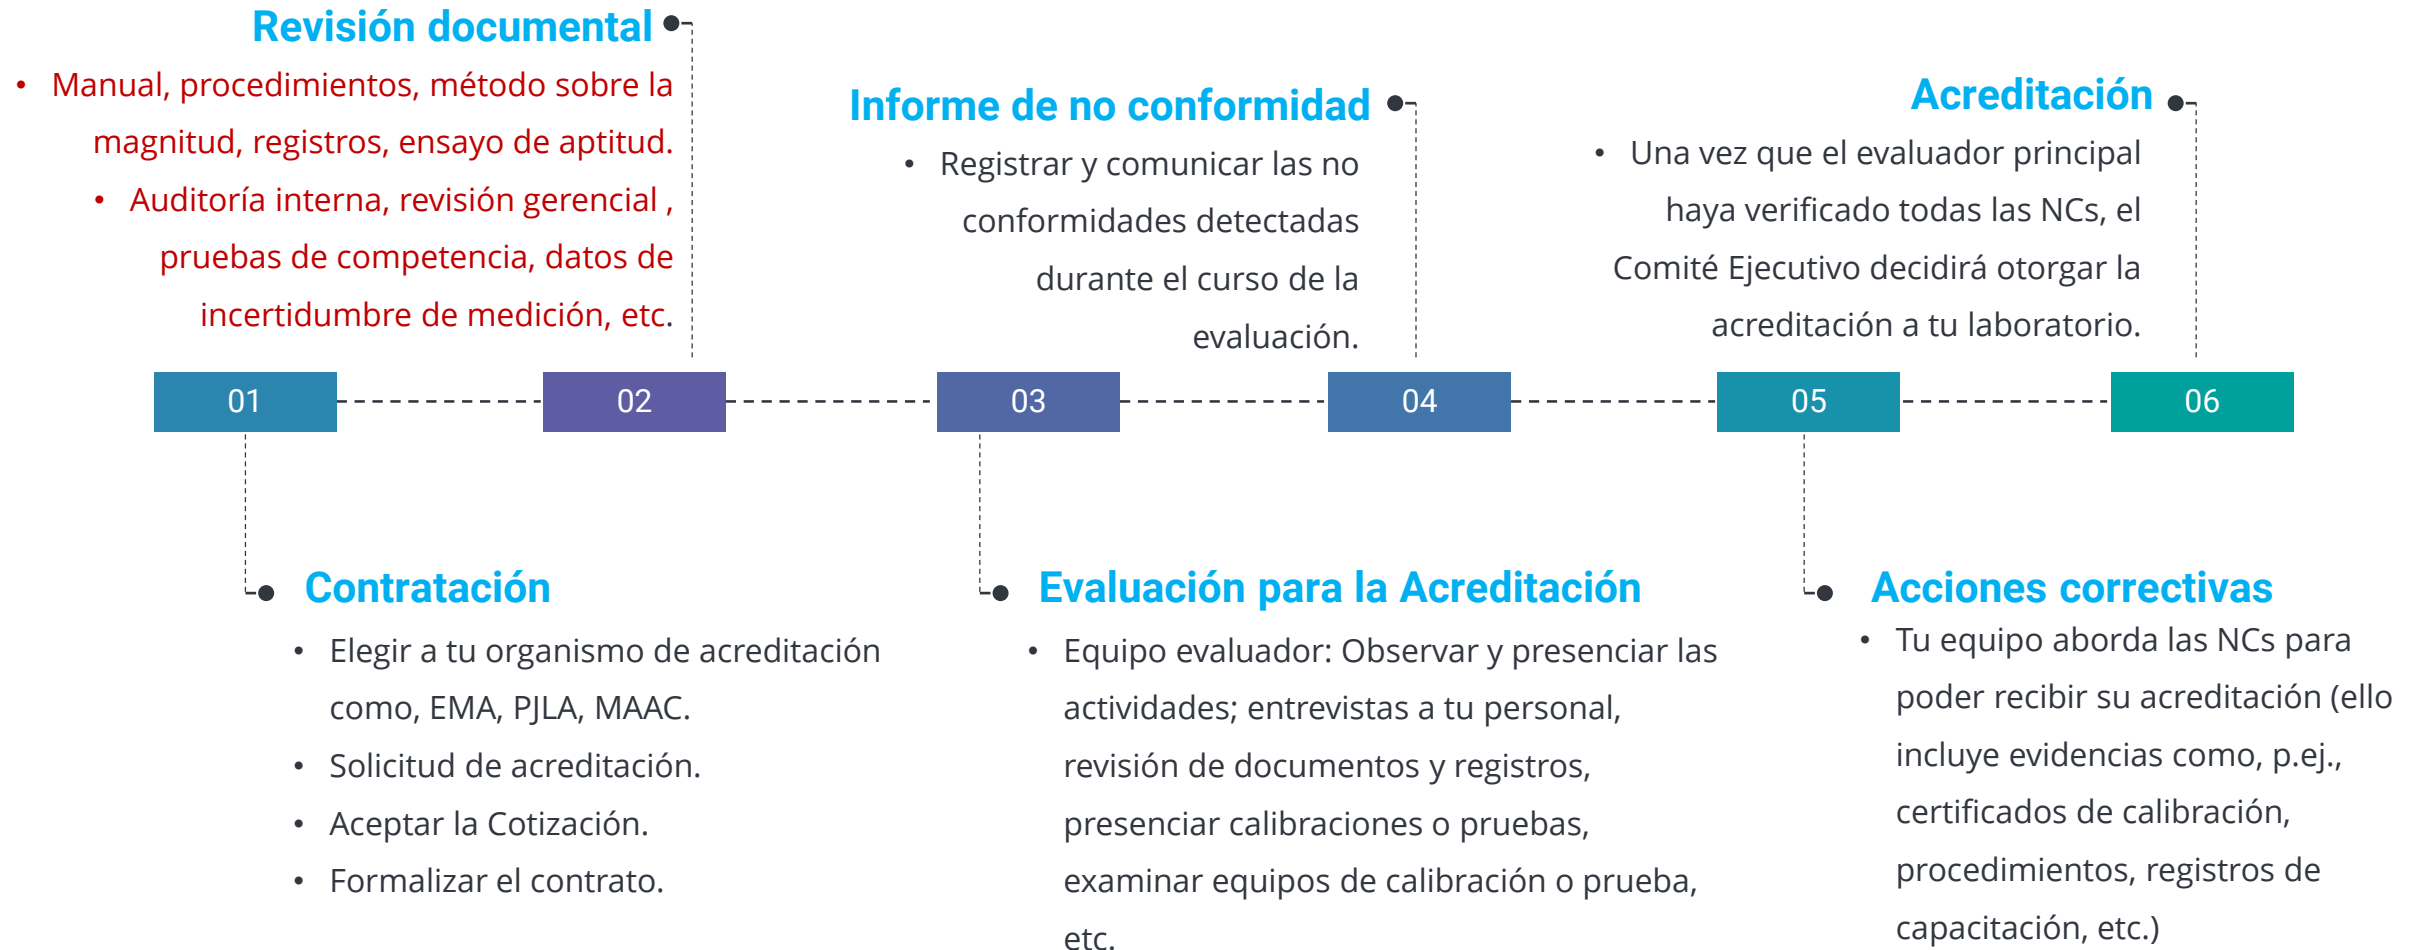 Revisión documental
• Manual, procedimientos, método sobre la
magnitud, registros, ensayo de aptitud.
• Auditoría interna, revisión gerencial ,
pruebas de competencia, datos de
incertidumbre de medición, etc.
Informe de no conformidad
• Registrar y comunicar las no
conformidades detectadas
durante el curso de la
evaluación.
Acreditación
• Una vez que el evaluador principal
haya verificado todas las NCs, el
Comité Ejecutivo decidirá otorgar la
acreditación a tu laboratorio.
01
02
03
04
05
06
Contratación
• Elegir a tu organismo de acreditación
como, EMA, PJLA, MAAC.
• Solicitud de acreditación.
• Aceptar la Cotización.
• Formalizar el contrato.
Evaluación para la Acreditación
• Equipo evaluador: Observar y presenciar las
actividades; entrevistas a tu personal,
revisión de documentos y registros,
presenciar calibraciones o pruebas,
examinar equipos de calibración o prueba,
etc.
Acciones correctivas
• Tu equipo aborda las NCs para
poder recibir su acreditación (ello
incluye evidencias como, p.ej.,
certificados de calibración,
procedimientos, registros de
capacitación, etc.)